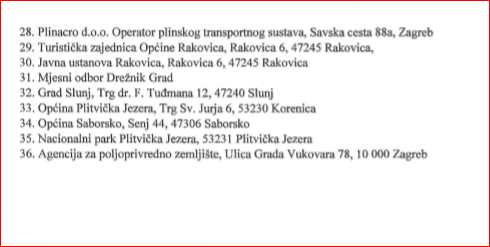 28. Plinacro d.o.o. Operator plinskog transportnog sustava, Savska cesta 88a, Zagreb
29. Turistička zajednica Općine Rakovica, Rakovica 6, 47245 Rakovica,
30. Javna ustanova Rakovica, Rakovica 6, 47245 Rakovica
31. Mjesni odbor Drežnik Grad
32. Grad Slunj, Trg dr. F. Tuđmana 12, 47240 Slunj
33. Općina Plitvička Jezera, Trg Sv. Jurja 6, 53230 Korenica
34. Općina Saborsko, Senj 44, 47306 Saborsko
35. Nacionalni park Plitvička Jezera, 53231 Plitvička Jezera
36. Agencija za poljoprivredno zemljište, Ulica Grada Vukovara 78, 10 000 Zagreb